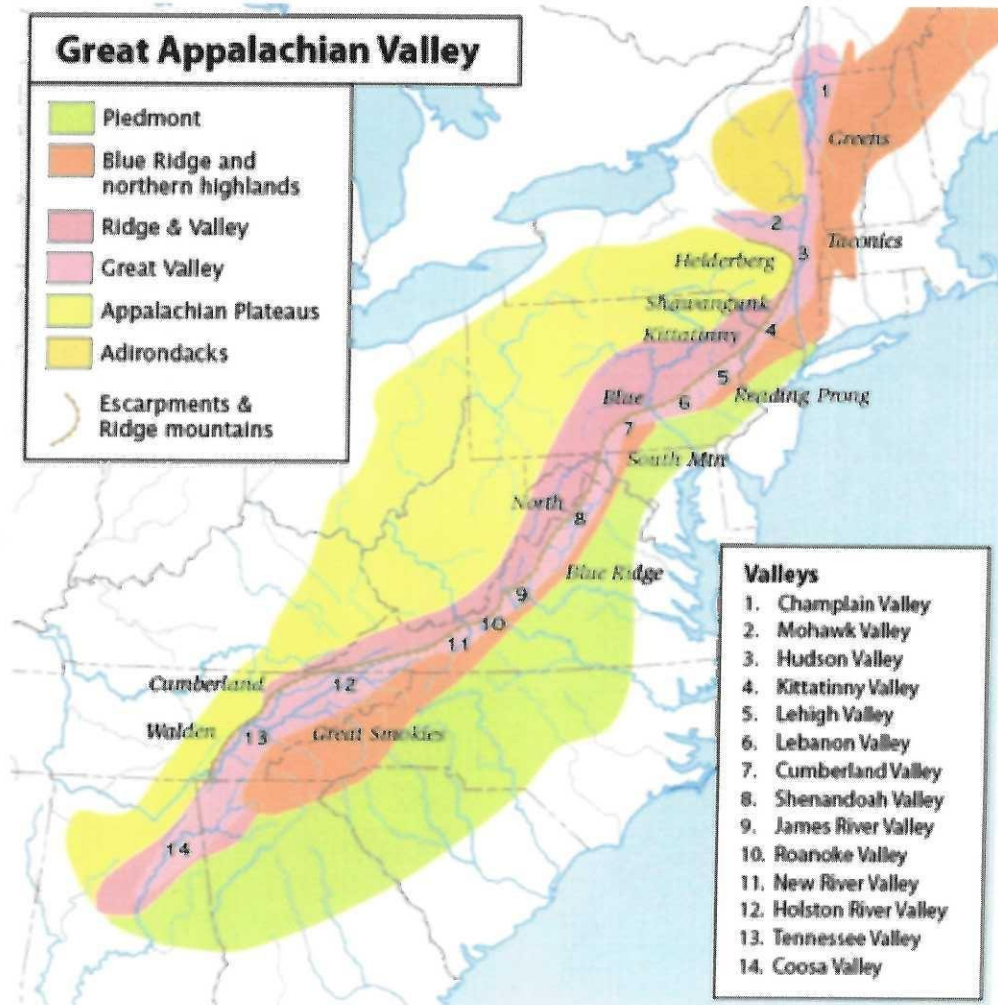 Great Appalachian Valley
Piedmont
Blue Ridge and
northern highlands
Ridge & Valley
Great Valley
Appalachian Plateaus
Adirondacks
Escarpments &
Ridge mountains
1
Greens
2
Taconics
3
Helderberg
Shawangunk
4
Kittatinny
5
Reading Prong
Blue
6
7
South Mtn
North
8
Blue Ridge
9
10
11
Cumberland
12
Walden
13
Great Smokies
14
Valleys
1. Champlain Valley
2. Mohawk Valley
3. Hudson Valley
4. Kittatinny Valley
5. Lehigh Valley
6. Lebanon Valley
7. Cumberland Valley
8. Shenandoah Valley
9. James River Valley
10. Roanoke Valley
11. New River Valley
12. Holston River Valley
13. Tennessee Valley
14. Coosa Valley